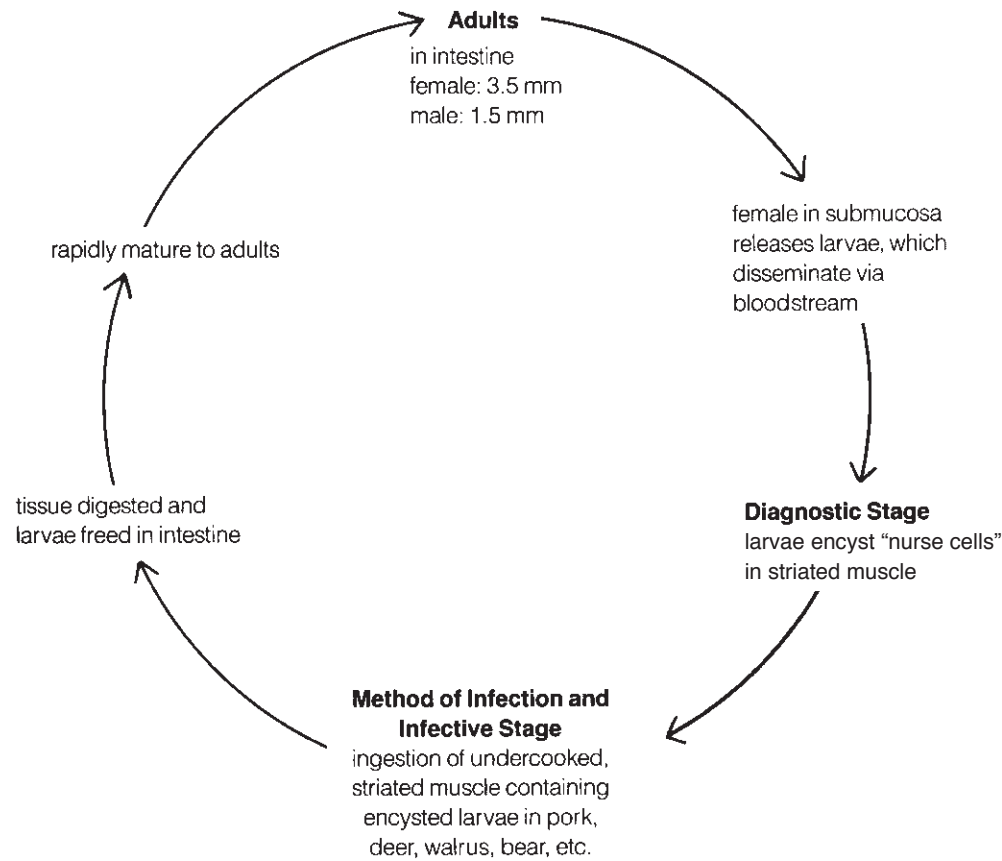 Adults
in intestine
female: 3.5 mm
male: 1.5 mm
female in submucosa
releases larvae, which
disseminate via
bloodstream
Diagnostic Stage
larvae encyst “nurse cells”
in striated muscle
Method of Infection and
Infective Stage
ingestion of undercooked,
striated muscle containing
encysted larvae in pork,
deer, walrus, bear, etc.
tissue digested and
larvae freed in intestine
rapidly mature to adults